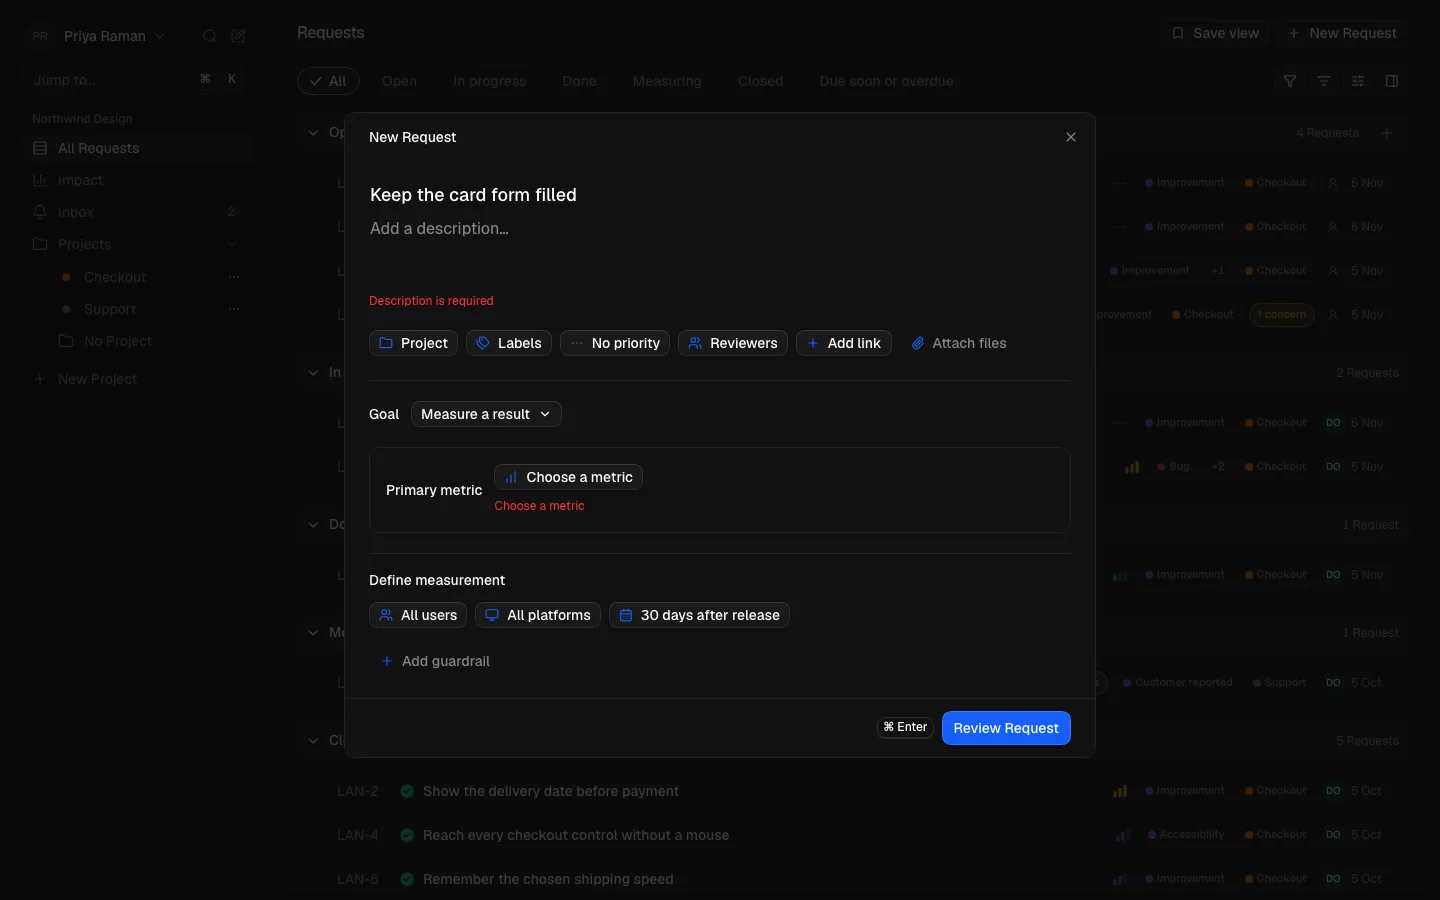 PR Priya Raman
Requests
Save view
New Request
Jump to...
⌘ K
All
Open
In progress
Done
Measuring
Closed
Due soon or overdue
Northwind Design
All Requests
Impact
Inbox 2
Projects
Checkout
Support
No Project
New Project
4 Requests
Improvement Checkout 6 Nov
Improvement Checkout 6 Nov
Improvement +1 Checkout 5 Nov
provement Checkout 1 concern 5 Nov
In
2 Requests
Improvement Checkout DO 6 Nov
Bug +2 Checkout DO 5 Nov
1 Request
Improvement Checkout DO 5 Nov
1 Request
Customer reported Support DO 5 Oct
5 Requests
New Request
Keep the card form filled
Add a description...
Description is required
Project
Labels
No priority
Reviewers
Add link
Attach files
Goal Measure a result
Primary metric
Choose a metric
Choose a metric
Define measurement
All users
All platforms
30 days after release
Add guardrail
⌘ Enter
Review Request
LAN-2 Show the delivery date before payment Improvement Checkout DO 5 Oct
LAN-4 Reach every checkout control without a mouse Accessibility Checkout DO 5 Oct
LAN-5 Remember the chosen shipping speed Improvement Checkout DO 5 Oct